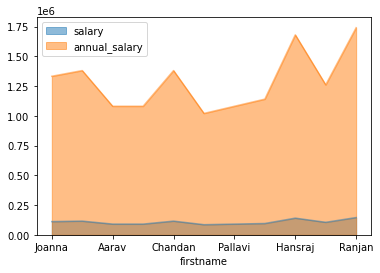 1e6
salary
annual_salary
1.75
1.50
1.25
1.00
0.75
0.50
0.25
0.00
Joanna Aarav Chandan Pallavi Hansraj Ranjan
firstname